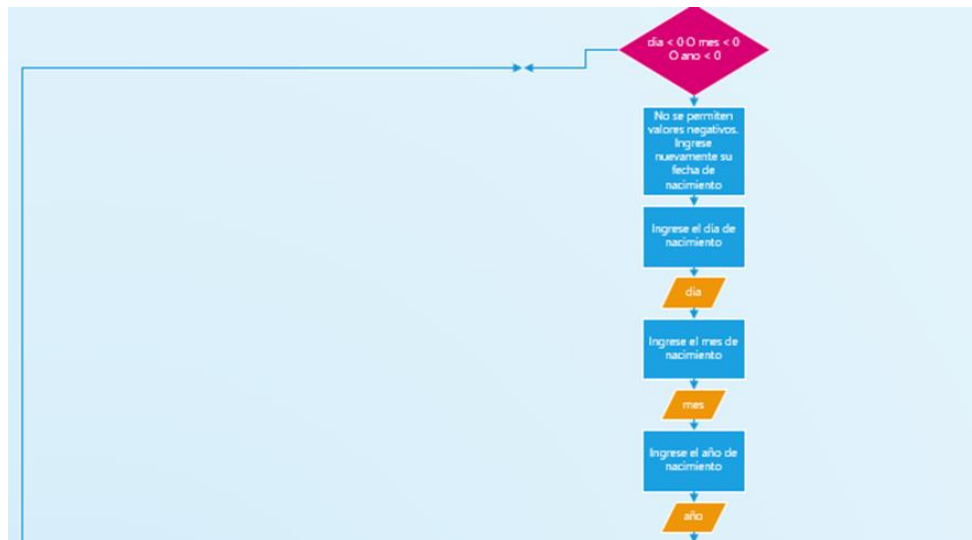 dia < 0 O mes < 0
O ano < 0
No se permiten
valores negativos.
Ingrese
nuevamente su
fecha de
nacimiento
Ingrese el día de
nacimiento
dia
Ingrese el mes de
nacimiento
mes
Ingrese el año de
nacimiento
año